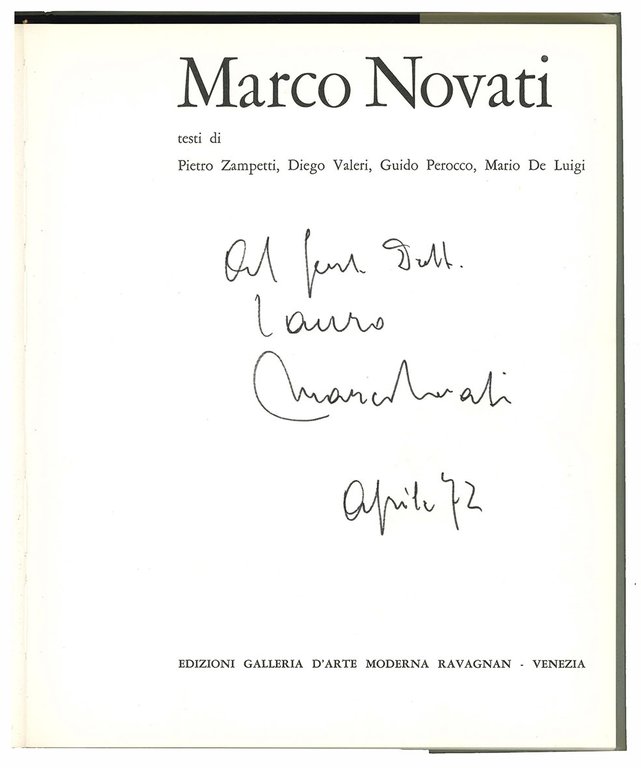 Marco Novati
testi di
Pietro Zampetti, Diego Valeri, Guido Perocco, Mario De Luigi
Al gent. Dott.
Lauro
Marco Novati
Aprile 72
EDIZIONI GALLERIA D'ARTE MODERNA RAVAGNAN - VENEZIA